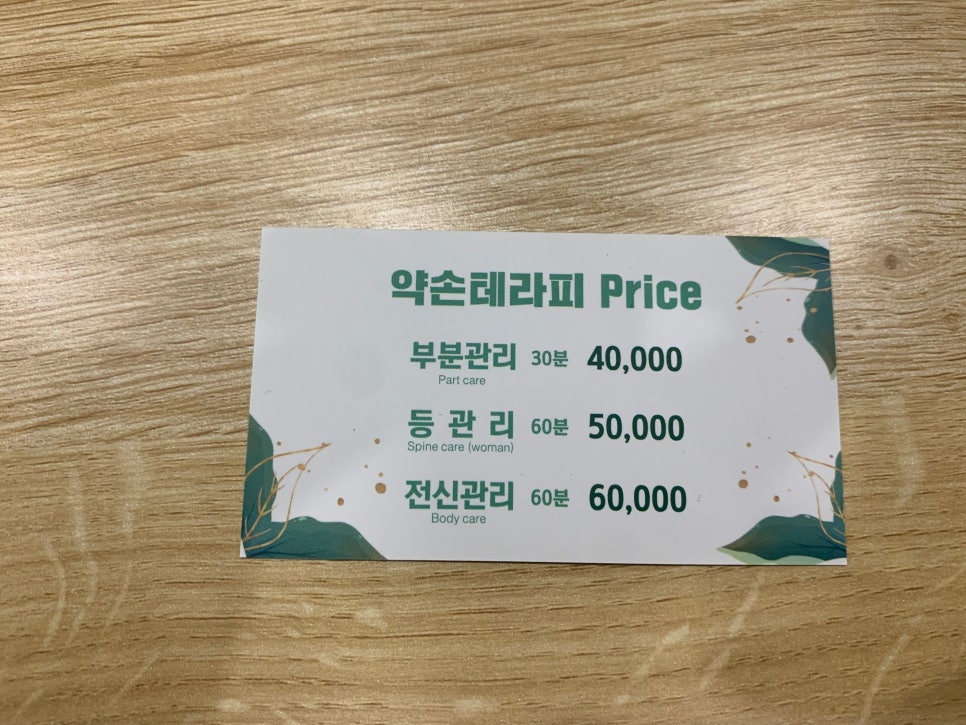 약손테라피 Price
부분관리 30분 40,000
Part care
등 관 리 60분 50,000
Spine care (woman)
전신관리 60분 60,000
Body care